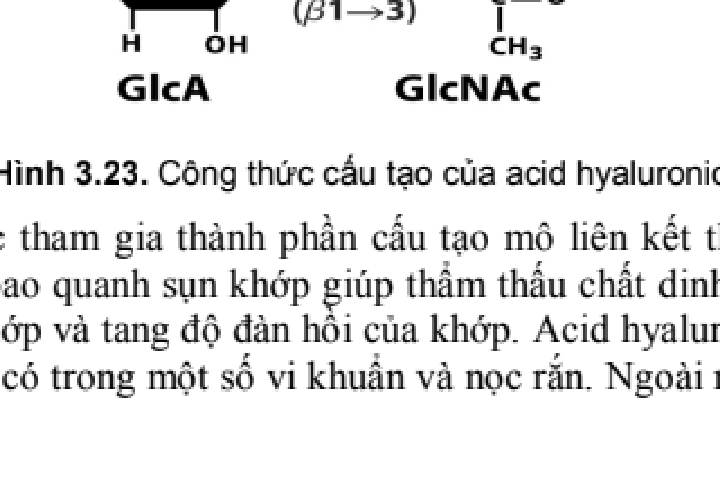 (β1→3)
H OH CH3
GlcA GlcNAc
Hình 3.23. Công thức cấu tạo của acid hyaluronic
tham gia thành phần cấu tạo mô liên kết
bao quanh sụn khớp giúp thẩm thấu chất dinh
và tang độ đàn hồi của khớp. Acid
có trong một số vi khuẩn và nọc rắn. Ngoài